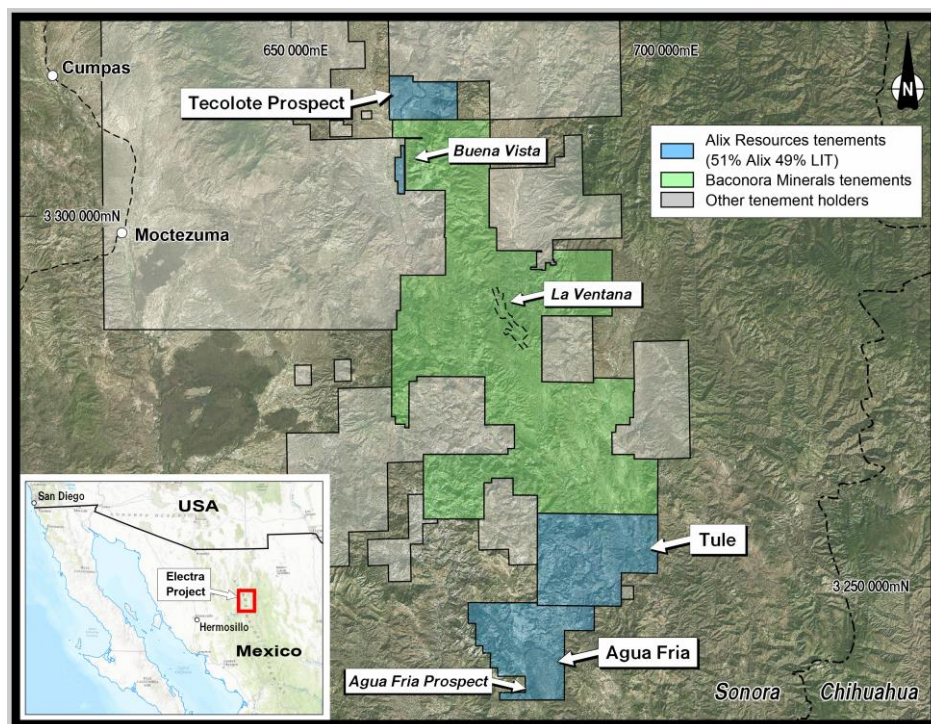 650 000mE
700 000mE
Cumpas
Tecolote Prospect
N
Buena Vista
Alix Resources tenements
(51% Alix 49% LIT)
Baconora Minerals tenements
Other tenement holders
3 300 000mN
Moctezuma
La Ventana
San Diego
USA
Electra
Project
Hermosillo
Mexico
Tule
3 250 000mN
Agua Fria
Agua Fria Prospect
Sonora
Chihuahua